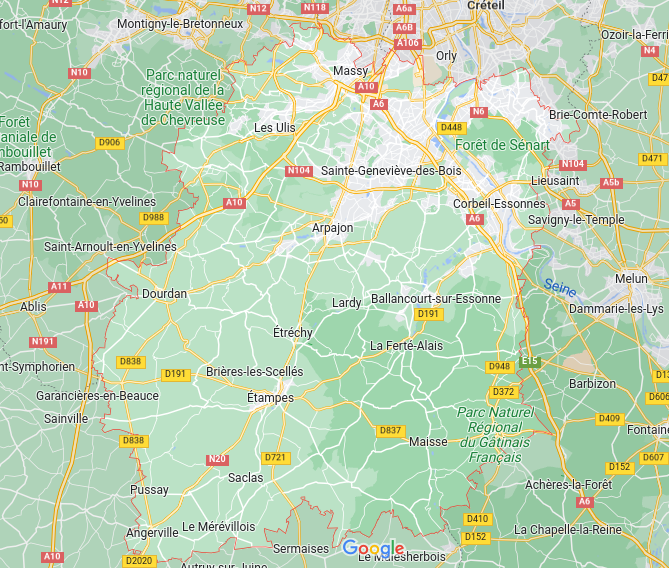 N12
N12
N118
A6a
Créteil
fort-l'Amaury
Montigny-le-Bretonneux
A6B
A106
Ozoir-la-Ferri
N4
Orly
Massy
N10
Parc naturel
régional de la
Haute Vallée
de Chevreuse
A10
A6
D47
N6
Brie-Comte-Robert
Forêt
aniale de
mbouillet
Les Ulis
D448
Forêt de Sénart
D906
Rambouillet
N104
Sainte-Geneviève-des-Bois
N104
D471
N10
Lieusaint
A5b
Clairefontaine-en-Yvelines
A10
Corbeil-Essonnes
A5
60
D988
A6
Savigny-le-Temple
Arpajon
Saint-Arnoult-en-Yvelines
Seine
Melun
A11
Dourdan
Lardy
Ballancourt-sur-Essonne
Ablis
A10
D191
Dammarie-les-Lys
Étréchy
N191
La Ferté-Alais
D838
E15
nt-Symphorien
D191
Brières-les-Scellés
D948
D13
Barbizon
Garancières-en-Beauce
Étampes
D372
D606
Sainville
Parc Naturel
Régional
du Gâtinais
Français
D409
D838
D837
Fontaine
Maisse
N20
D721
D152
D607
Saclas
Achères-la-Forêt
Pussay
A6
Le Mérévillois
D410
Angerville
D152
La Chapelle-la-Reine
A10
D2020
Sermaises
Google
Le Malesherbois
Autruy-sur-Juine